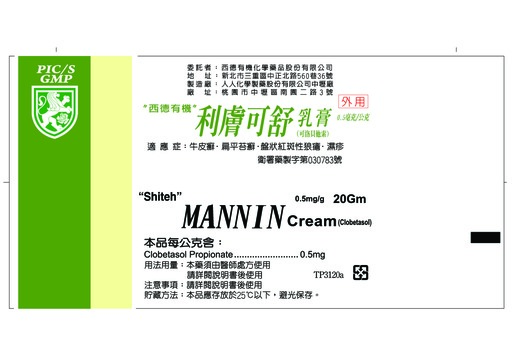 PIC/S
GMP
委託者：西德有機化學藥品股份有限公司
地　址：新北市三重區中正北路560巷36號
製造廠：人人化學製藥股份有限公司中壢廠
廠　址：桃園市中壢區南園二路3號
"西德有機"利膚可舒乳膏 外用 0.5毫克/公克
(可洛貝他索)
適應症：牛皮癬、扁平苔癬、盤狀紅斑性狼瘡、濕疹
衛署藥製字第030783號
"Shiteh" 0.5mg/g 20Gm
MANNIN Cream (Clobetasol)
本品每公克含：
Clobetasol Propionate......................... 0.5mg
用法用量：本藥須由醫師處方使用
請詳閱說明書後使用 TP3120a
注意事項：請詳閱說明書後使用
貯藏方法：本品應存放於25℃以下，避光保存。